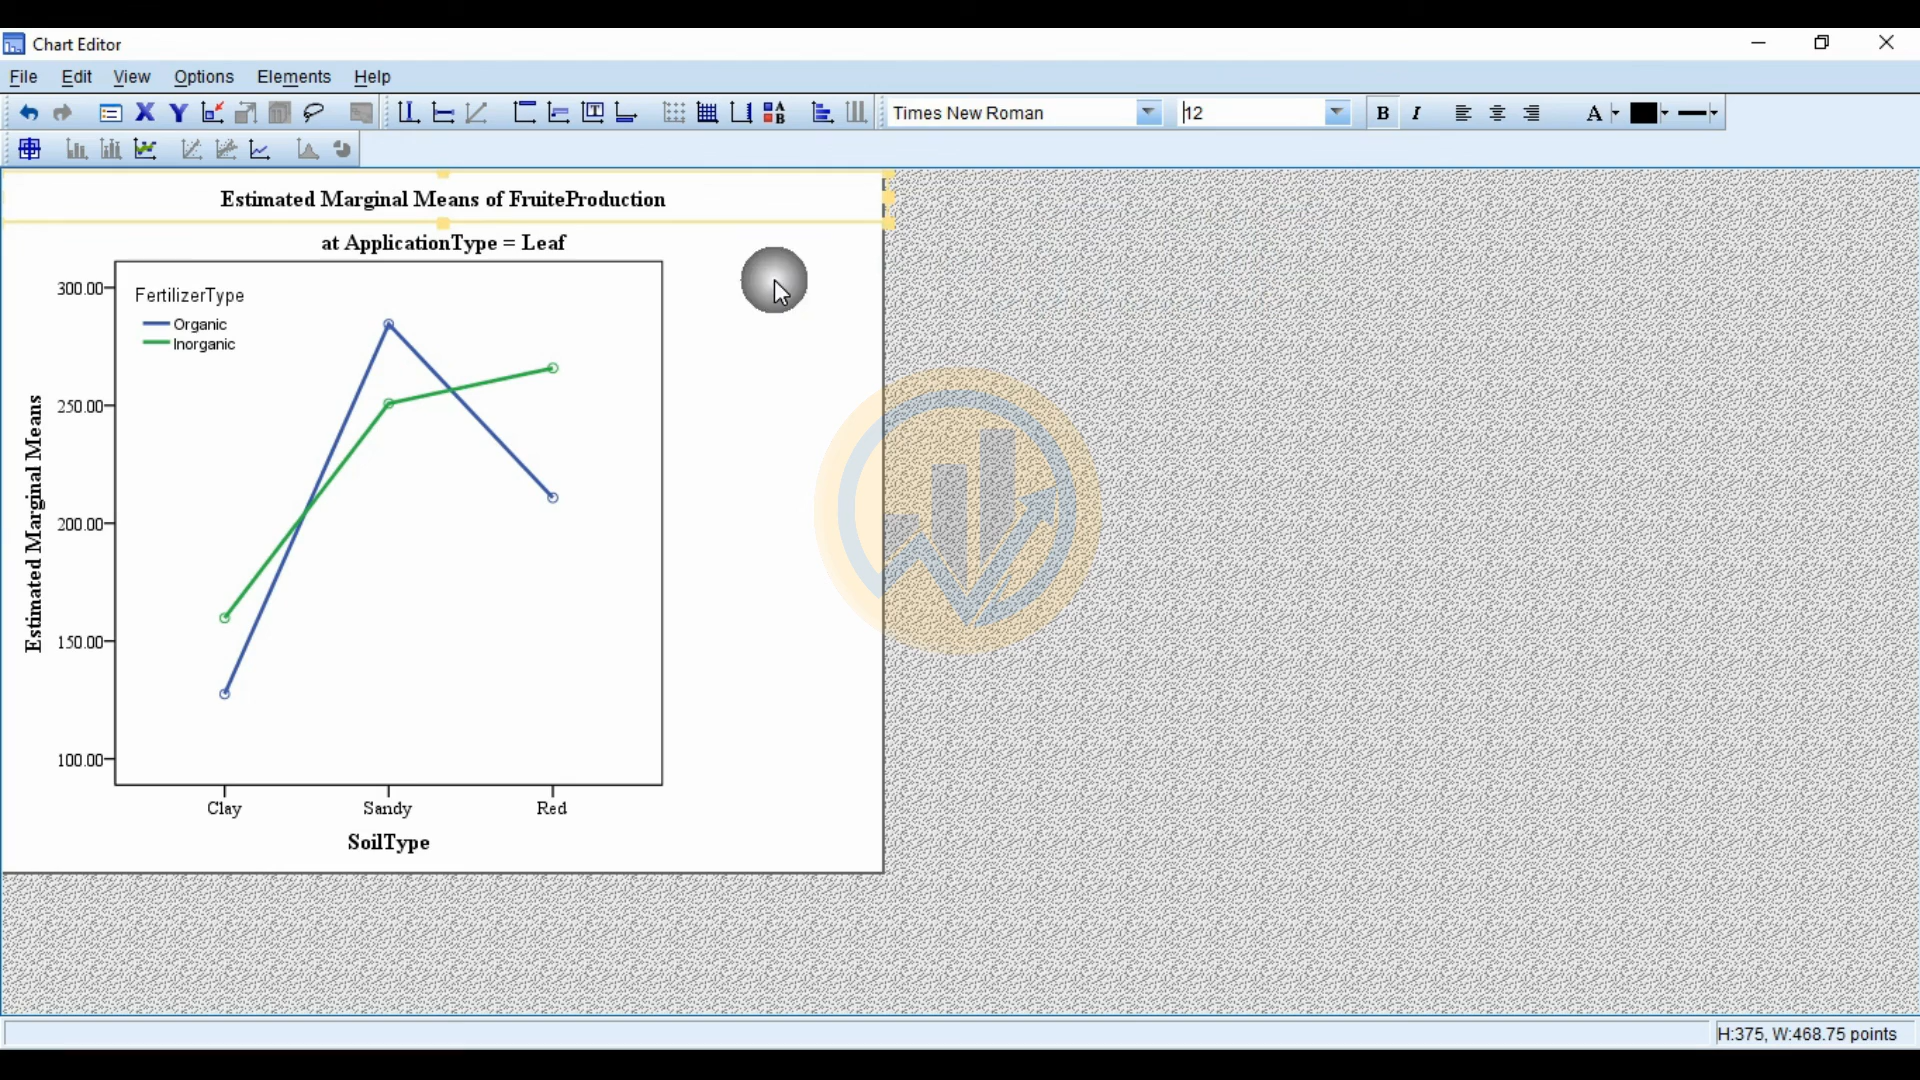 Chart Editor
File Edit View Options Elements Help
Times New Roman 12 B I A
Estimated Marginal Means of FruiteProduction
at ApplicationType = Leaf
300.00
FertilizerType
Organic
Inorganic
250.00
Estimated Marginal Means
200.00
150.00
100.00
Clay Sandy Red
SoilType
H:375, W:468.75 points